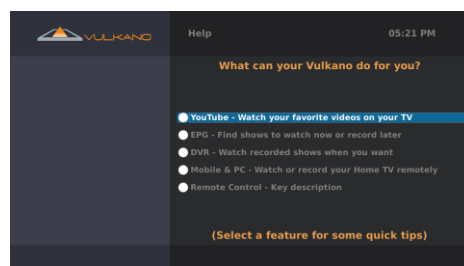 VULKANO
Help 05:21 PM
What can your Vulkano do for you?
YouTube - Watch your favorite videos on your TV
EPG - Find shows to watch now or record later
DVR - Watch recorded shows when you want
Mobile & PC - Watch or record your Home TV remotely
Remote Control - Key description
(Select a feature for some quick tips)